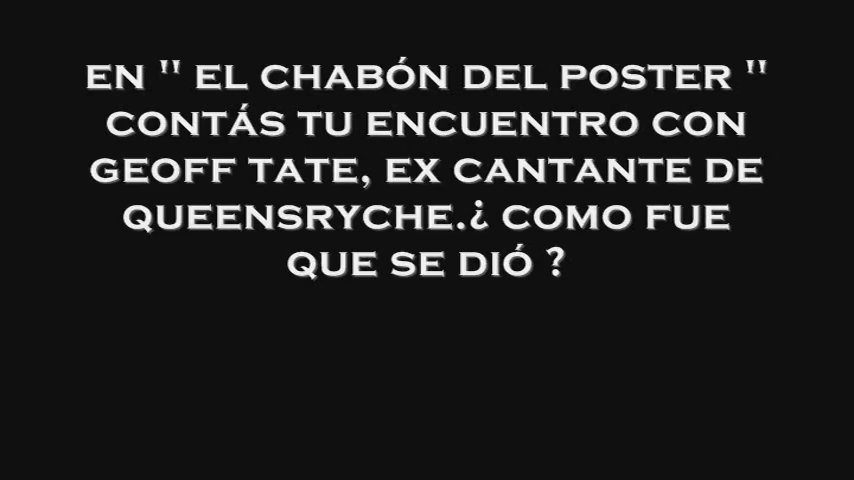 EN " EL CHABÓN DEL POSTER "
CONTÁS TU ENCUENTRO CON
GEOFF TATE, EX CANTANTE DE
QUEENSRYCHE.¿ COMO FUE
QUE SE DIÓ ?